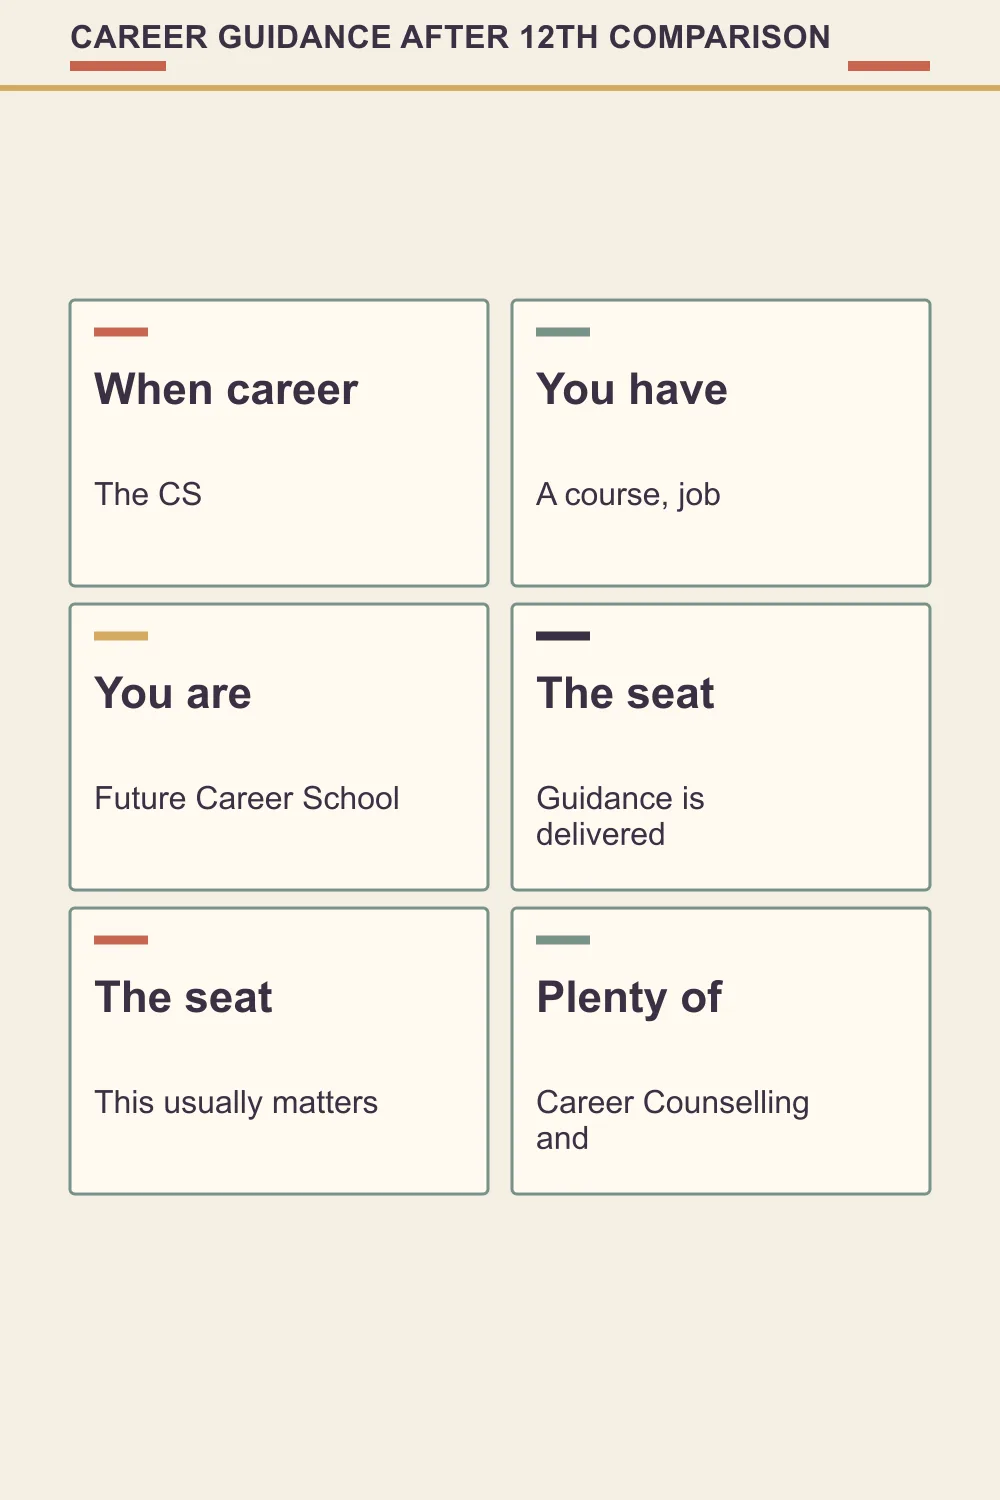 CAREER GUIDANCE AFTER 12TH COMPARISON
When career
The CS
You have
A course, job
You are
Future Career School
The seat
Guidance is
delivered
The seat
This usually matters
Plenty of
Career Counselling
and